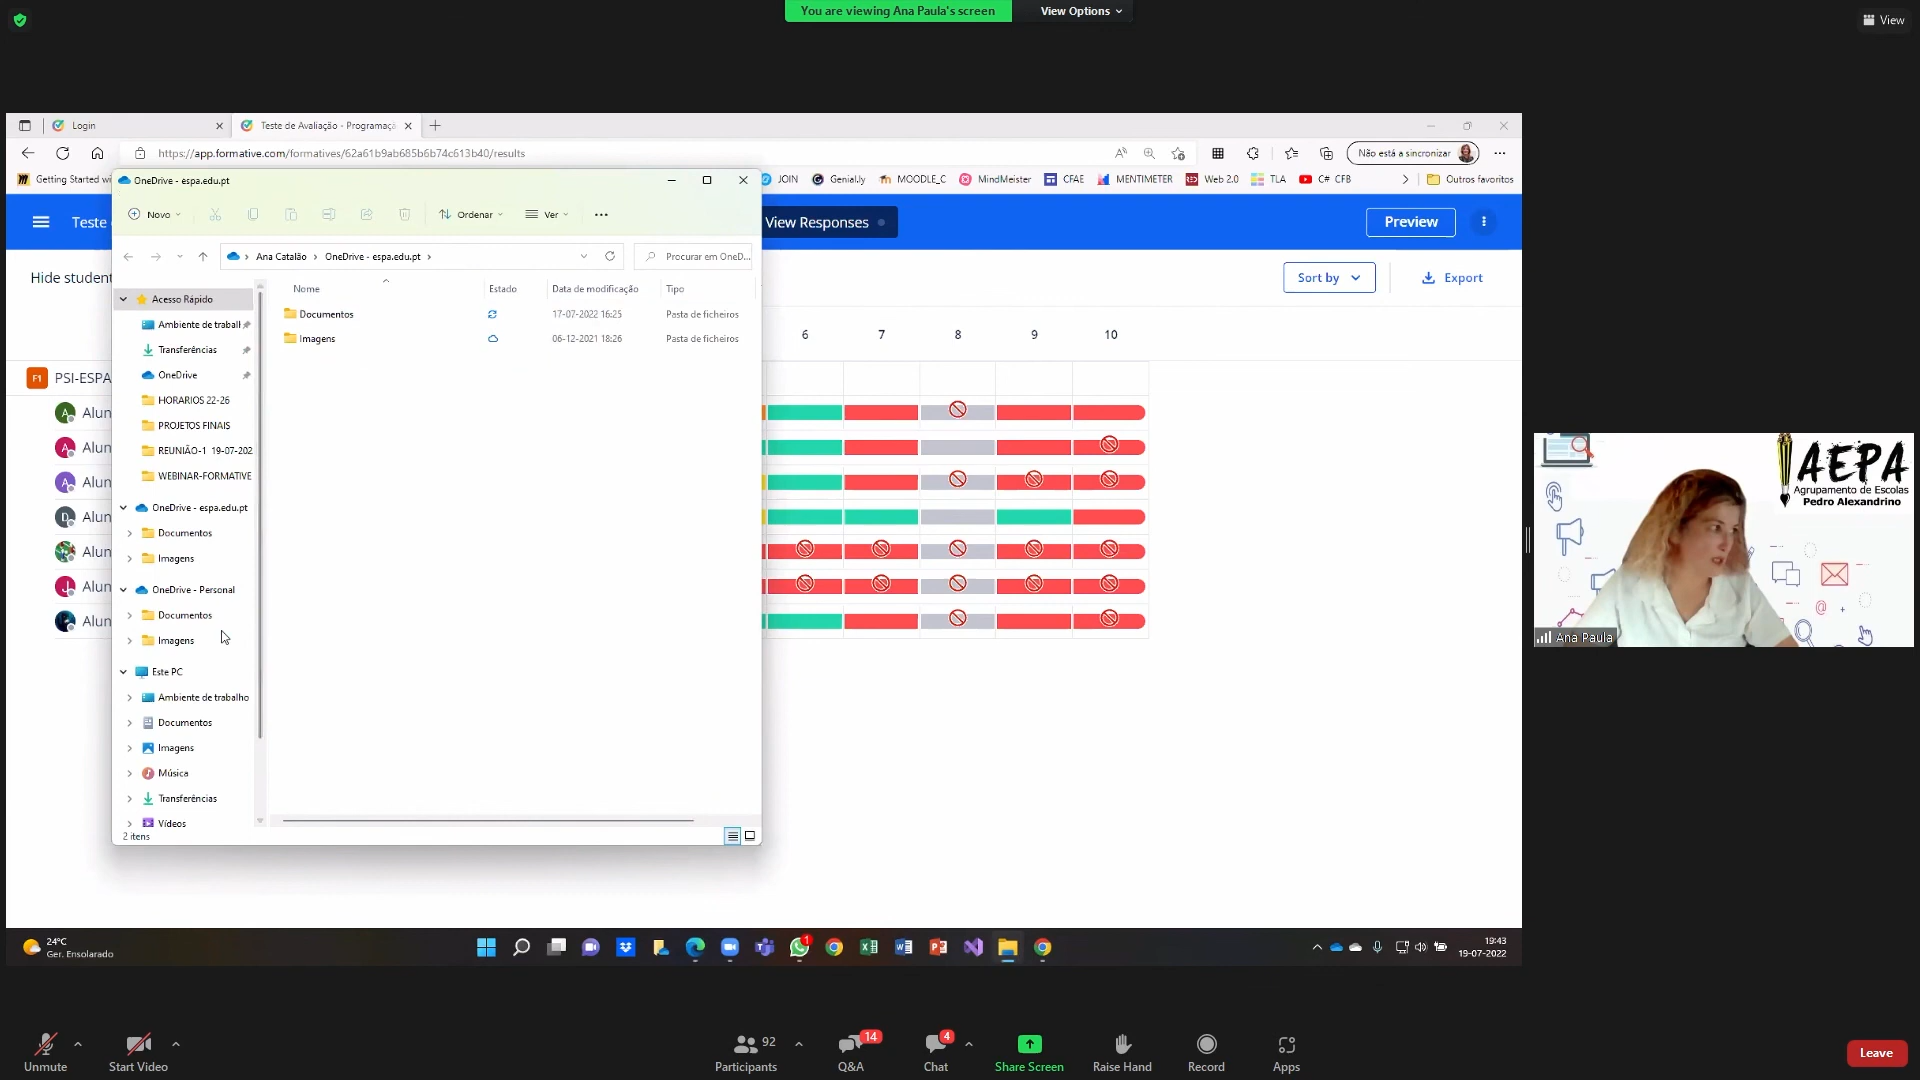 You are viewing Ana Paula's screen
View Options
View
Login
Teste de Avaliação - Programaçã
https://app.formative.com/formatives/62a61b9ab685b6b74c613b40/results
Não está a sincronizar
Getting Started wi
JOIN
Genial.ly
MOODLE_C
MindMeister
CFAE
MENTIMETER
Web 2.0
TLA
C# CFB
Outros favoritos
OneDrive - espa.edu.pt
Novo
Ordenar
Ver
Teste
View Responses
Preview
Ana Catalão
OneDrive - espa.edu.pt
Procurar em OneD...
Hide student
Sort by
Export
Nome
Estado
Data de modificação
Tipo
Documentos
17-07-2022 16:25
Pasta de ficheiros
Imagens
06-12-2021 18:26
Pasta de ficheiros
Acesso Rápido
Ambiente de traball
Transferências
OneDrive
HORARIOS 22-26
PROJETOS FINAIS
REUNIÃO-1 19-07-202
WEBINAR-FORMATIVE
OneDrive - espa.edu.pt
Documentos
Imagens
OneDrive - Personal
Documentos
Imagens
Este PC
Ambiente de trabalho
Documentos
Imagens
Música
Transferências
Vídeos
2 itens
6 7 8 9 10
F1 PSI-ESPA
A Alun
A Alun
A Alun
D Alun
Alun
J Alun
Alun
AEPA
Agrupamento de Escolas
Pedro Alexandrino
Ana Paula
24°C
Ger. Ensolarado
1
19:43
19-07-2022
Unmute
Start Video
92
Participants
14
Q&A
4
Chat
Share Screen
Raise Hand
Record
Apps
Leave